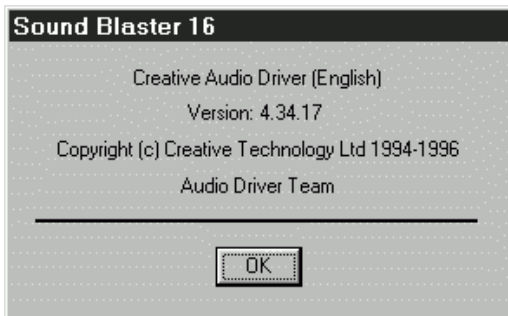 Sound Blaster 16
Creative Audio Driver (English)
Version: 4.34.17
Copyright (c) Creative Technology Ltd 1994-1996
Audio Driver Team
OK